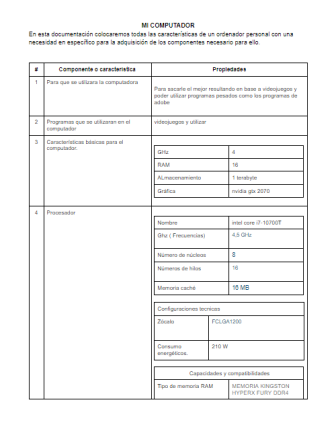 MI COMPUTADOR
En esta documentación colocaremos todas las características de un ordenador personal con una
necesidad en específico para la adquisición de los componentes necesario para ello.
# Componente o característica Propiedades
1 Para que se utilizara la computadora
Para sacarle el mejor resultando en base a videojuegos y
poder utilizar programas pesados como los programas de
adobe
2 Programas que se utilizaran en el videojuegos y utilizar
computador
3 Características básicas para el
computador.
GHz 4
RAM 16
ALmacenamiento 1 terabyte
Gráfica nvidia gtx 2070
4 Procesador
Nombre intel core i7- 10700T
Ghz ( Frecuencias) 4,5 GHz
Número de núcleos 8
Números de hilos 16
Memoria caché 16 MB
Configuraciones tecnicas
Zócalo FCLGA1200
Consumo 210 W
energéticos.
Capacidades y compatibilidades
Tipo de memoria RAM MEMORIA KINGSTON
HYPERX FURY DDR4